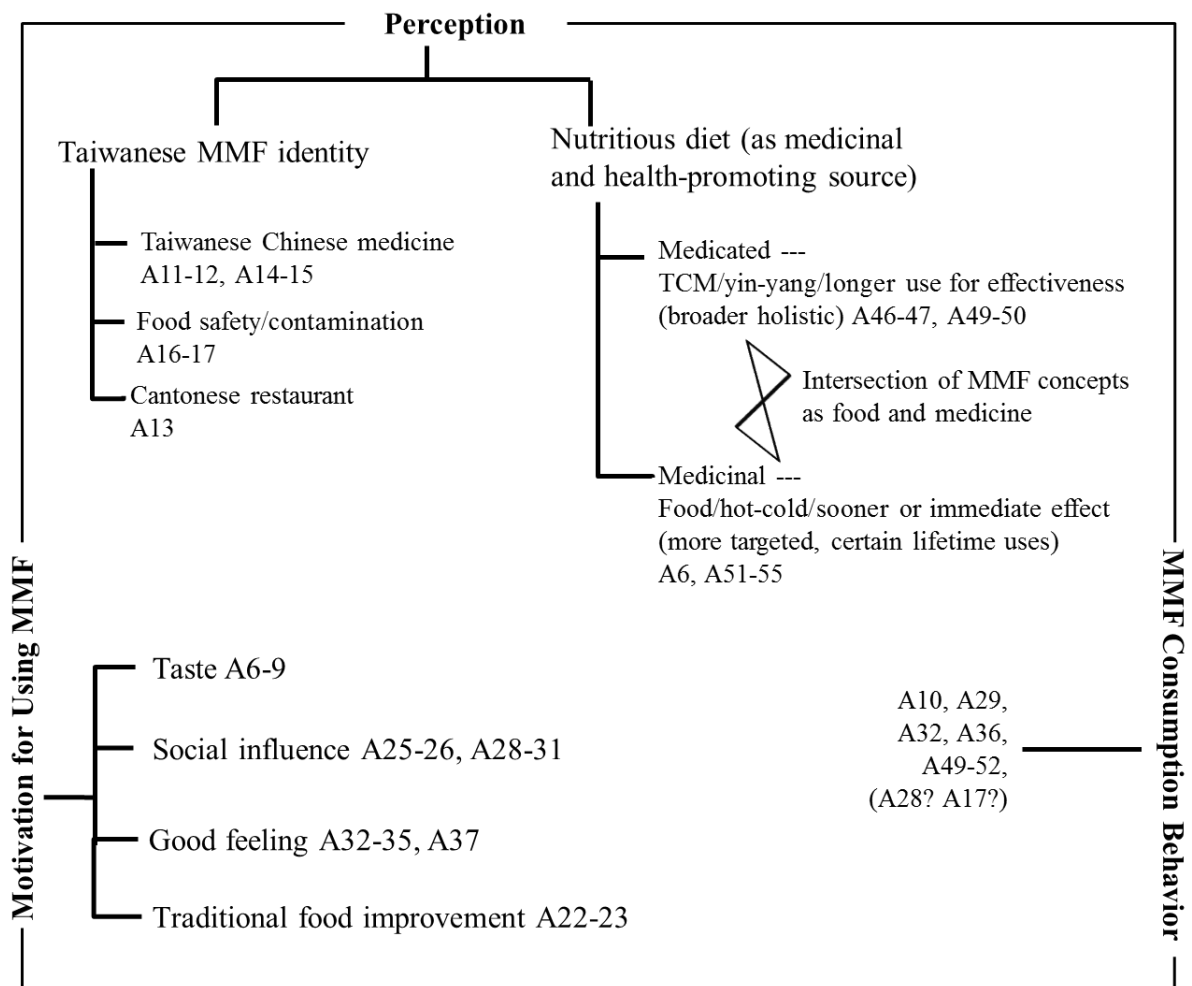 Perception
Taiwanese MMF identity
Taiwanese Chinese medicine
A11-12, A14-15
Food safety/contamination
A16-17
Cantonese restaurant
A13
Nutritious diet (as medicinal
and health-promoting source)
Medicated ---
TCM/yin-yang/longer use for effectiveness
(broader holistic) A46-47, A49-50
Intersection of MMF concepts
as food and medicine
Medicinal ---
Food/hot-cold/sooner or immediate effect
(more targeted, certain lifetime uses)
A6, A51-55
Motivation for Using MMF
Taste A6-9
Social influence A25-26, A28-31
Good feeling A32-35, A37
Traditional food improvement A22-23
A10, A29,
A32, A36,
A49-52,
(A28? A17?)
MMF Consumption Behavior